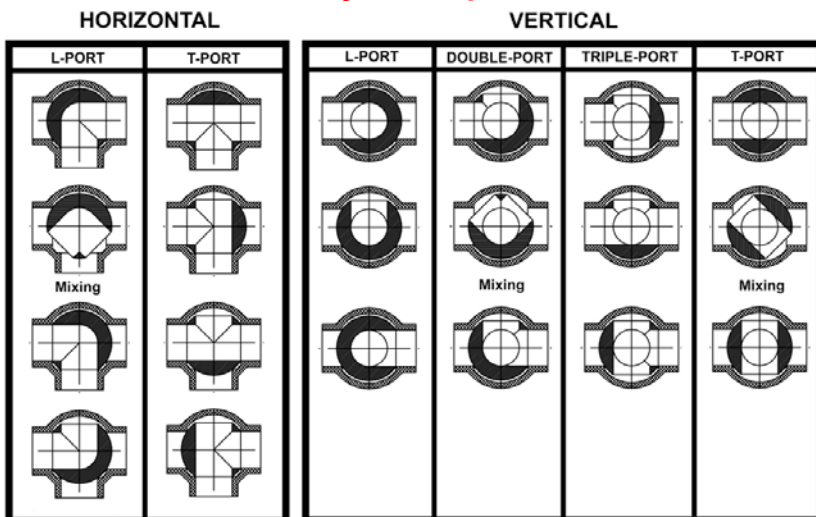 HORIZONTAL
VERTICAL
L-PORT
T-PORT
L-PORT
DOUBLE-PORT
TRIPLE-PORT
T-PORT
Mixing
Mixing
Mixing